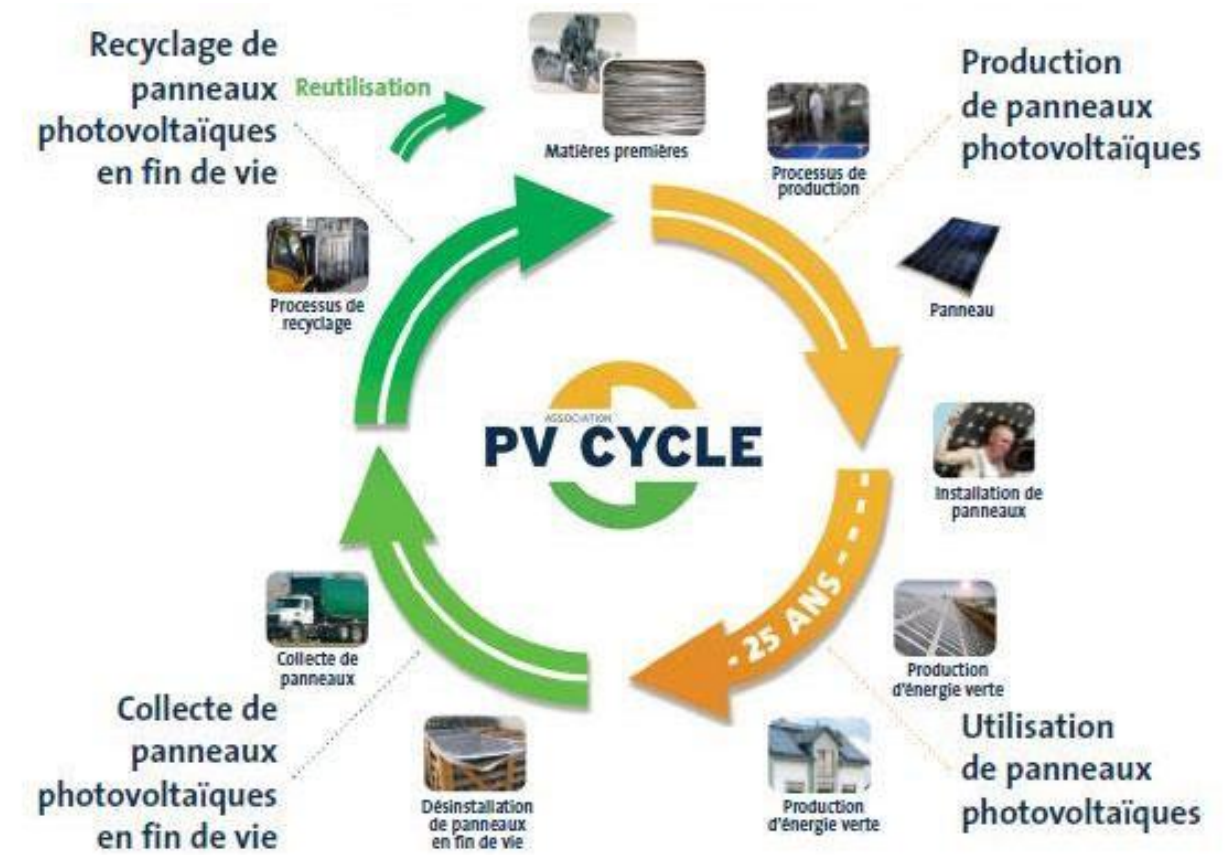 Recyclage de
panneaux
photovoltaïques
en fin de vie
Reutilisation
Matières premières
Processus de
production
Production
de panneaux
photovoltaïques
Panneau
Processus de
recyclage
ASSOCIATION
PV CYCLE
Installation de
panneaux
- 25 ANS - - -
Production
d'énergie verte
Collecte de
panneaux
Utilisation
de panneaux
photovoltaïques
Production
d'énergie verte
Désinstallation
de panneaux
en fin de vie
Collecte de
panneaux
photovoltaïques
en fin de vie